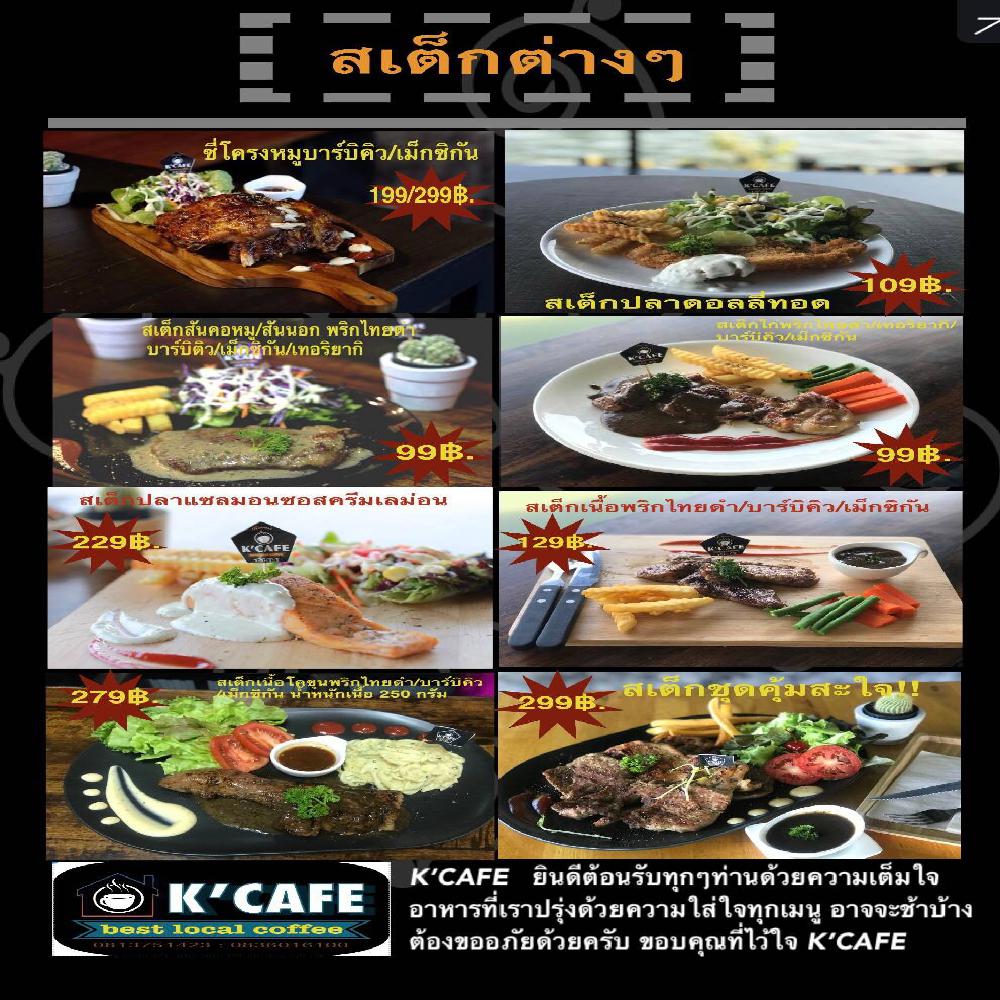 สเต็กต่างๆ
ซี่โครงหมูบาร์บิคิว/เม็กซิกัน
199/299฿.
K'CAFE
109฿.
สเต็กปลาดอลลี่ทอด
สเต็กสันคอหมู/สันนอก พริกไทยดำ
บาร์บิติว/เม็กซิกัน/เทอริยากิ
99฿.
สเต็กไก่พริกไทยดำ/เทอริยากิ/
บาร์บิคิว/เม็กซิกัน
K'CAFE
99฿.
สเต็กปลาแซลมอนซอสครีมเลม่อน
229฿.
K'CAFE
สเต็กเนื้อพริกไทยดำ/บาร์บิคิว/เม็กซิกัน
129฿.
K'CAFE
สเต็กเนื้อโคขุนพริกไทยดำ/บาร์บิคิว
/เม็กซิกัน น้ำหนักเนื้อ 250 กรัม
279฿.
สเต็กชุดคุ้มสะใจ!!
299฿.
K'CAFE
best local coffee
K'CAFE ยินดีต้อนรับทุกๆท่านด้วยความเต็มใจ
อาหารที่เราปรุ่งด้วยความใส่ใจทุกเมนู อาจจะช้าบ้าง
ต้องขออภัยด้วยครับ ขอบคุณที่ไว้ใจ K'CAFE